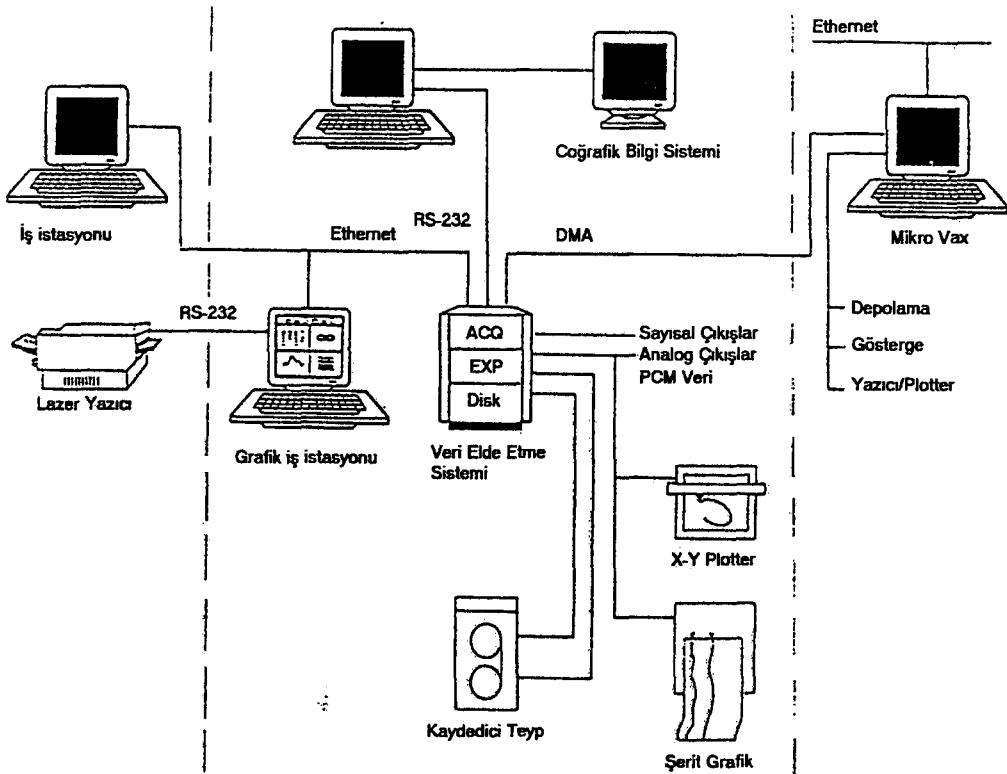 Ethernet
Coğrafik Bilgi Sistemi
İş istasyonu
RS-232
Ethernet
DMA
Mikro Vax
RS-232
Lazer Yazıcı
Grafik iş istasyonu
ACQ
EXP
Disk
Veri Elde Etme
Sistemi
Sayısal Çıkışlar
Analog Çıkışlar
PCM Veri
Depolama
Gösterge
Yazıcı/Plotter
X-Y Plotter
Kaydedici Teyp
Şerit Grafik